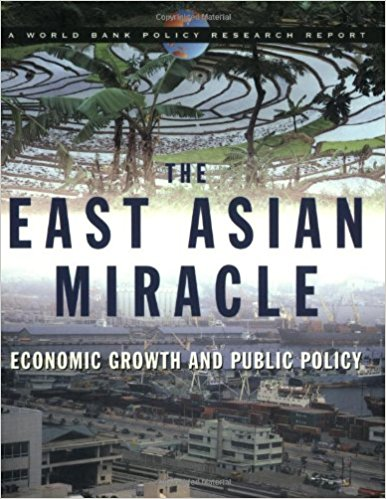 A WORLD BANK POLICY RESEARCH REPORT
THE
EAST ASIAN
MIRACLE
ECONOMIC GROWTH AND PUBLIC POLICY